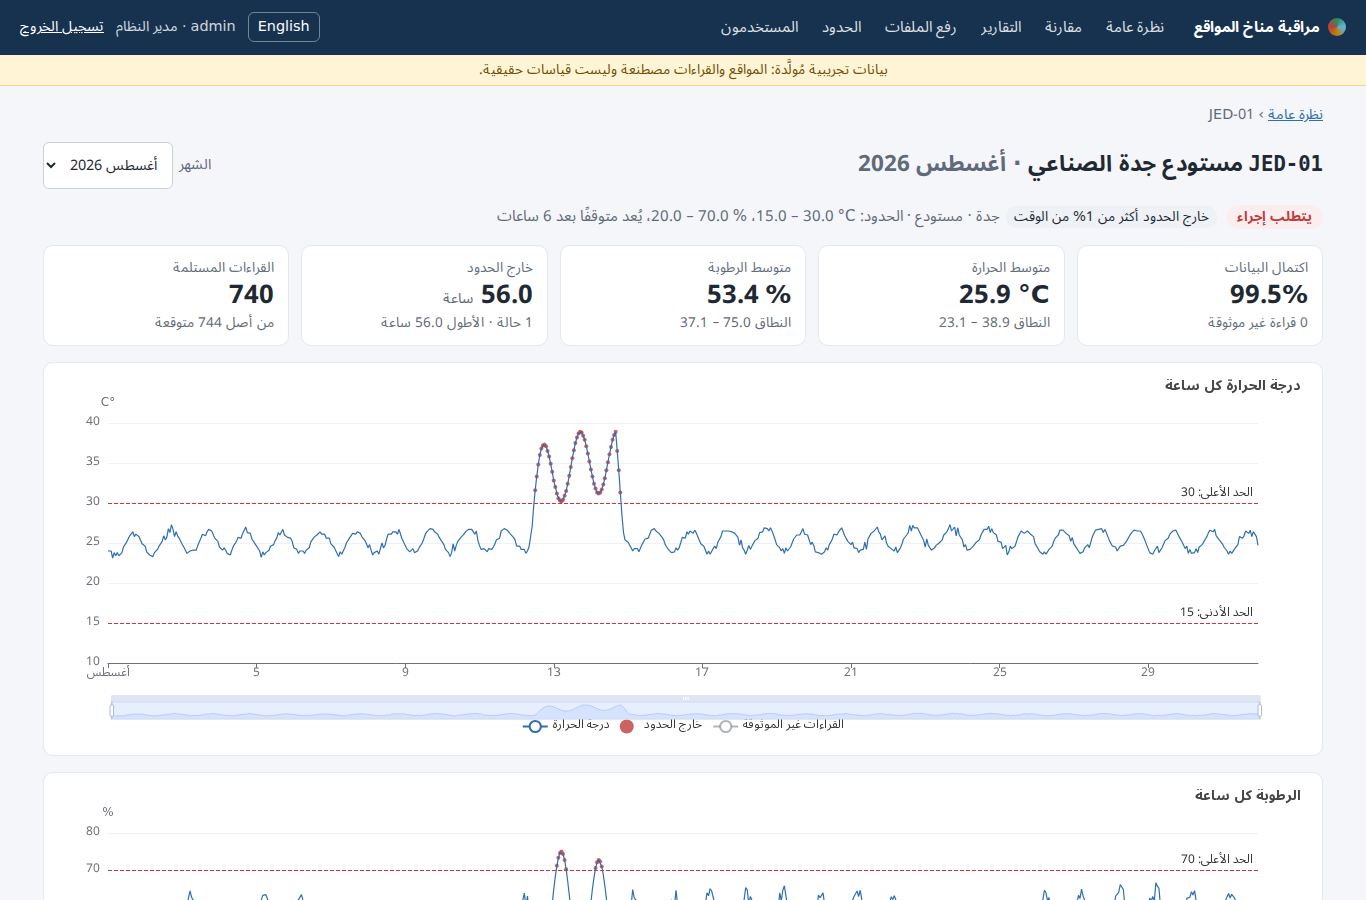 مراقبة مناخ المواقع
نظرة عامة
مقارنة
التقارير
رفع الملفات
الحدود
المستخدمون
English
admin · مدير النظام
تسجيل الخروج
بيانات تجريبية مُولَّدة: المواقع والقراءات مصطنعة وليست قياسات حقيقية.
نظرة عامة › JED-01
JED-01 مستودع جدة الصناعي · أغسطس 2026
الشهر
أغسطس 2026
يتطلب إجراء
خارج الحدود أكثر من 1% من الوقت
جدة · مستودع · الحدود: 15.0 – 30.0 °C، 20.0 – 70.0 %، يُعد متوقفًا بعد 6 ساعات
اكتمال البيانات
99.5%
0 قراءة غير موثوقة
متوسط الحرارة
25.9 °C
النطاق 23.1 – 38.9
متوسط الرطوبة
53.4 %
النطاق 37.1 – 75.0
خارج الحدود
56.0 ساعة
1 حالة · الأطول 56.0 ساعة
القراءات المستلمة
740
من أصل 744 متوقعة
درجة الحرارة كل ساعة
C°
40
35
30
25
20
15
10
الحد الأعلى: 30
الحد الأدنى: 15
أغسطس
5
9
13
17
21
25
29
درجة الحرارة
خارج الحدود
القراءات غير الموثوقة
الرطوبة كل ساعة
%
80
70
الحد الأعلى: 70